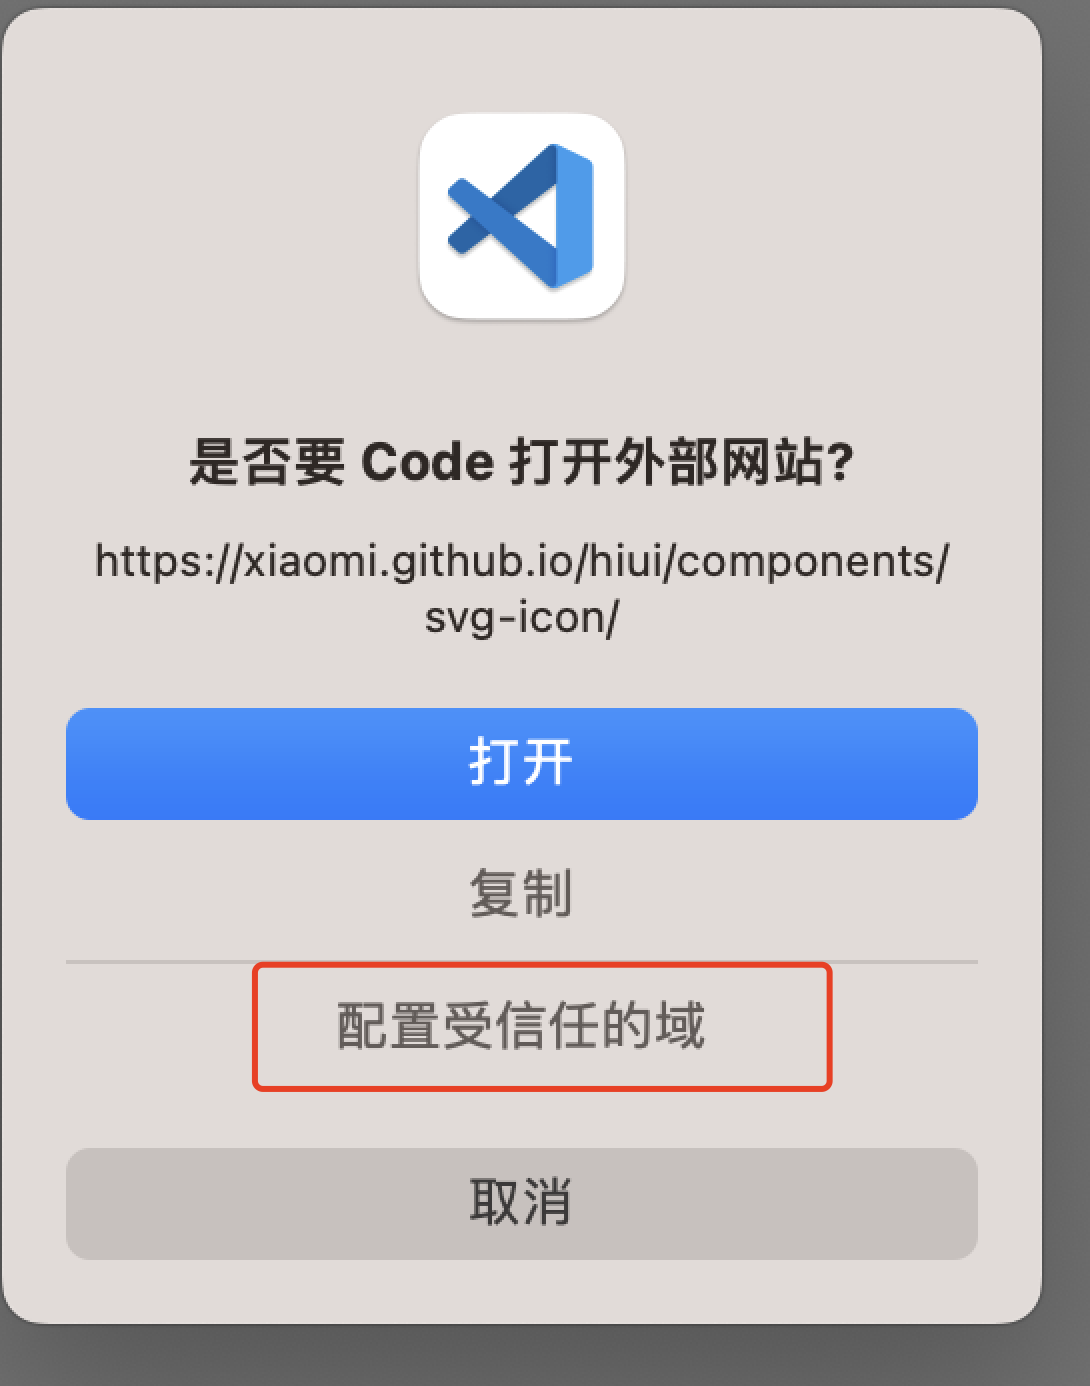 是否要 Code 打开外部网站?
https://xiaomi.github.io/hiui/components/
svg-icon/
打开
复制
配置受信任的域
取消